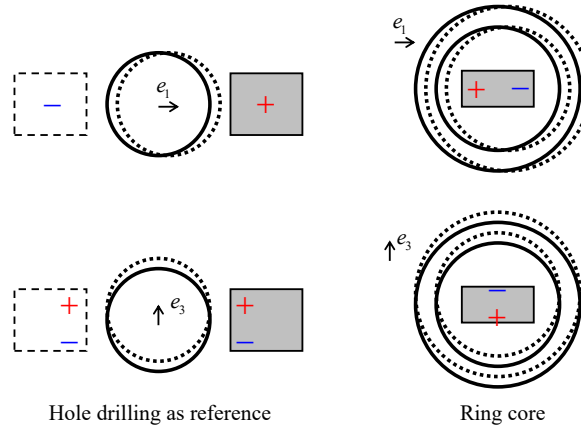 e1
e1
− + + −
e3
e3
+ + −
− − +
Hole drilling as reference Ring core